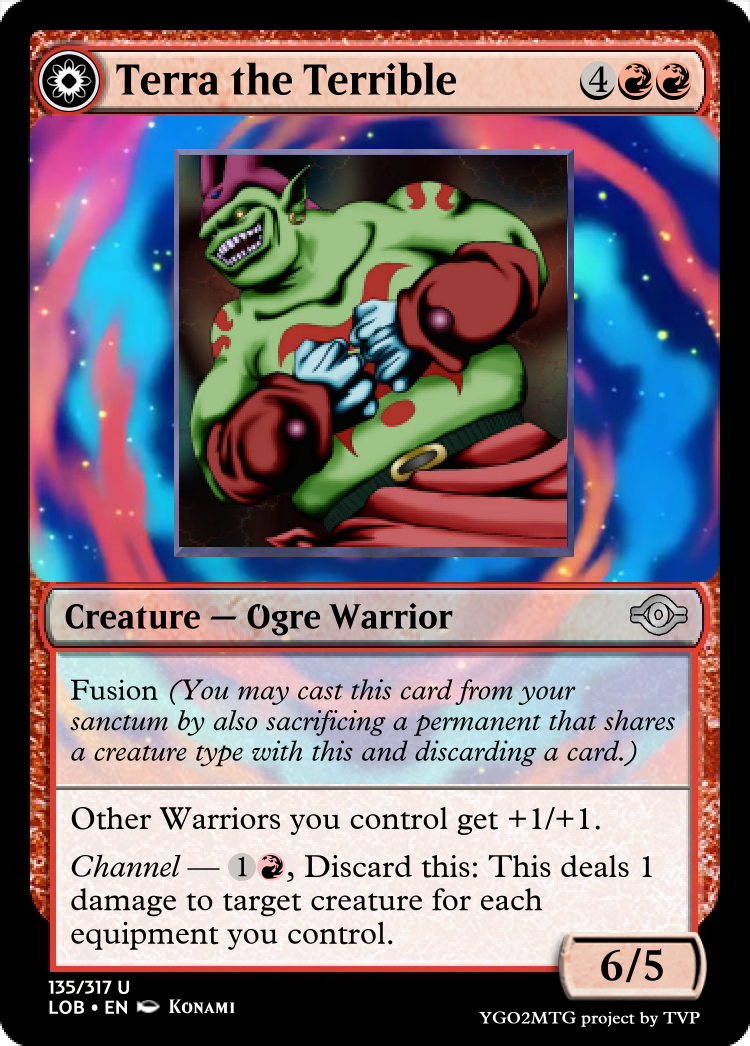 Terra the Terrible 4
Creature — Ogre Warrior
Fusion (You may cast this card from your
sanctum by also sacrificing a permanent that shares
a creature type with this and discarding a card.)
Other Warriors you control get +1/+1.
Channel — 1, Discard this: This deals 1
damage to target creature for each
equipment you control.
6/5
135/317 U
LOB • EN KONAMI
YGO2MTG project by TVP